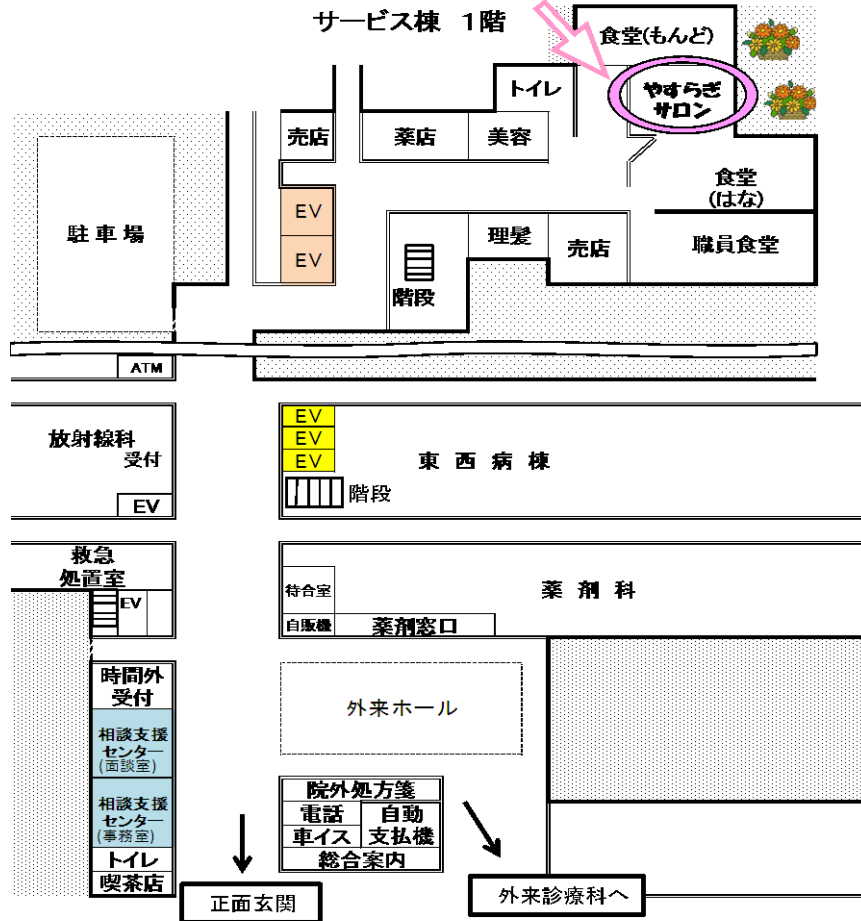 サービス棟 1階
食堂(もんど)
やすらぎ
サロン
トイレ
売店
薬店
美容
食堂
(はな)
EV
EV
駐車場
理髪
売店
職員食堂
階段
ATM
放射線科
受付
EV
EV
EV
EV
階段
東西病棟
救急
処置室
EV
待合室
自販機
薬剤窓口
薬剤科
時間外
受付
相談支援
センター
(面談室)
相談支援
センター
(事務室)
トイレ
喫茶店
外来ホール
院外処方箋
電話
車イス
自動
支払機
総合案内
正面玄関
外来診療科へ